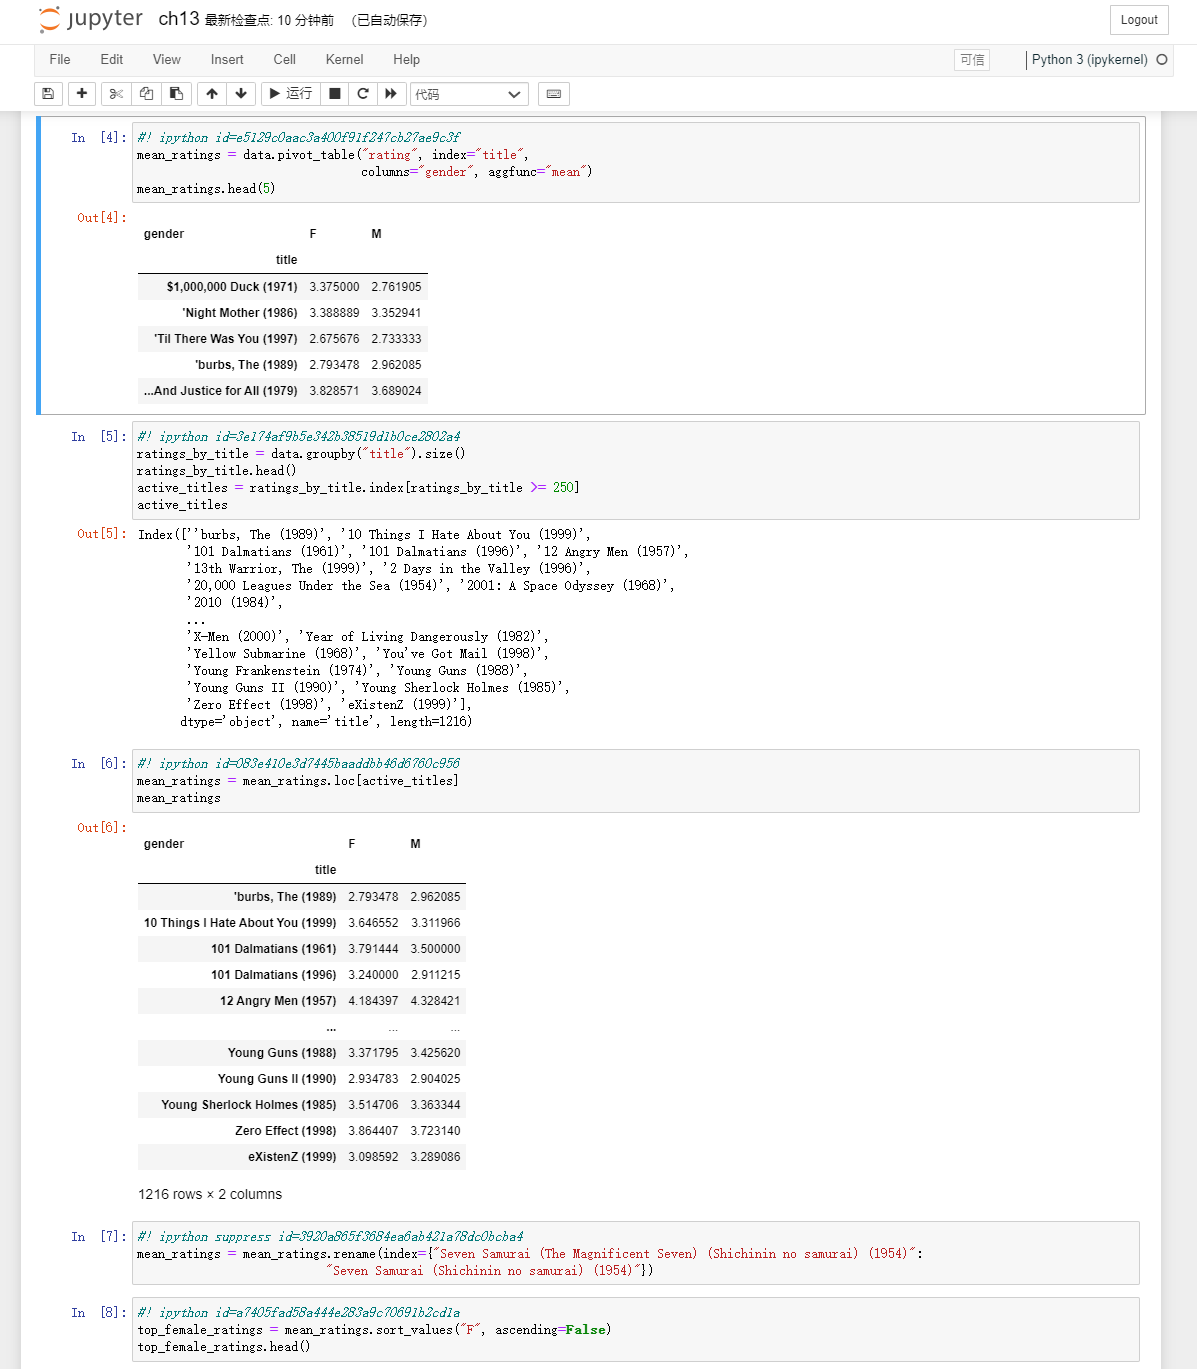 jupyter ch13 最新检查点: 10 分钟前 (已自动保存) Logout
File Edit View Insert Cell Kernel Help 可信 Python 3 (ipykernel)
运行 代码
In [4]: #! ipython id=e5129c0aac3a400f91f247cb27ae9c3f
mean_ratings = data.pivot_table("rating", index="title",
columns="gender", aggfunc="mean")
mean_ratings.head(5)
Out[4]:
gender F M
title
$1,000,000 Duck (1971) 3.375000 2.761905
'Night Mother (1986) 3.388889 3.352941
'Til There Was You (1997) 2.675676 2.733333
'burbs, The (1989) 2.793478 2.962085
...And Justice for All (1979) 3.828571 3.689024
In [5]: #! ipython id=3e174af9b5e342b38519d1b0ce2802a4
ratings_by_title = data.groupby("title").size()
ratings_by_title.head()
active_titles = ratings_by_title.index[ratings_by_title >= 250]
active_titles
Out[5]: Index([''burbs, The (1989)', '10 Things I Hate About You (1999)',
'101 Dalmatians (1961)', '101 Dalmatians (1996)', '12 Angry Men (1957)',
'13th Warrior, The (1999)', '2 Days in the Valley (1996)',
'20,000 Leagues Under the Sea (1954)', '2001: A Space Odyssey (1968)',
'2010 (1984)',
...
'X-Men (2000)', 'Year of Living Dangerously (1982)',
'Yellow Submarine (1968)', 'You've Got Mail (1998)',
'Young Frankenstein (1974)', 'Young Guns (1988)',
'Young Guns II (1990)', 'Young Sherlock Holmes (1985)',
'Zero Effect (1998)', 'eXistenZ (1999)'],
dtype='object', name='title', length=1216)
In [6]: #! ipython id=083e410e3d7445baaddbb46d6760c956
mean_ratings = mean_ratings.loc[active_titles]
mean_ratings
Out[6]:
gender F M
title
'burbs, The (1989) 2.793478 2.962085
10 Things I Hate About You (1999) 3.646552 3.311966
101 Dalmatians (1961) 3.791444 3.500000
101 Dalmatians (1996) 3.240000 2.911215
12 Angry Men (1957) 4.184397 4.328421
... ... ...
Young Guns (1988) 3.371795 3.425620
Young Guns II (1990) 2.934783 2.904025
Young Sherlock Holmes (1985) 3.514706 3.363344
Zero Effect (1998) 3.864407 3.723140
eXistenZ (1999) 3.098592 3.289086
1216 rows × 2 columns
In [7]: #! ipython suppress id=3920a865f3684ea6ab421a78dc0bcba4
mean_ratings = mean_ratings.rename(index={"Seven Samurai (The Magnificent Seven) (Shichinin no samurai) (1954)":
"Seven Samurai (Shichinin no samurai) (1954)"})
In [8]: #! ipython id=a7405fad58a444e283a9c70691b2cd1a
top_female_ratings = mean_ratings.sort_values("F", ascending=False)
top_female_ratings.head()